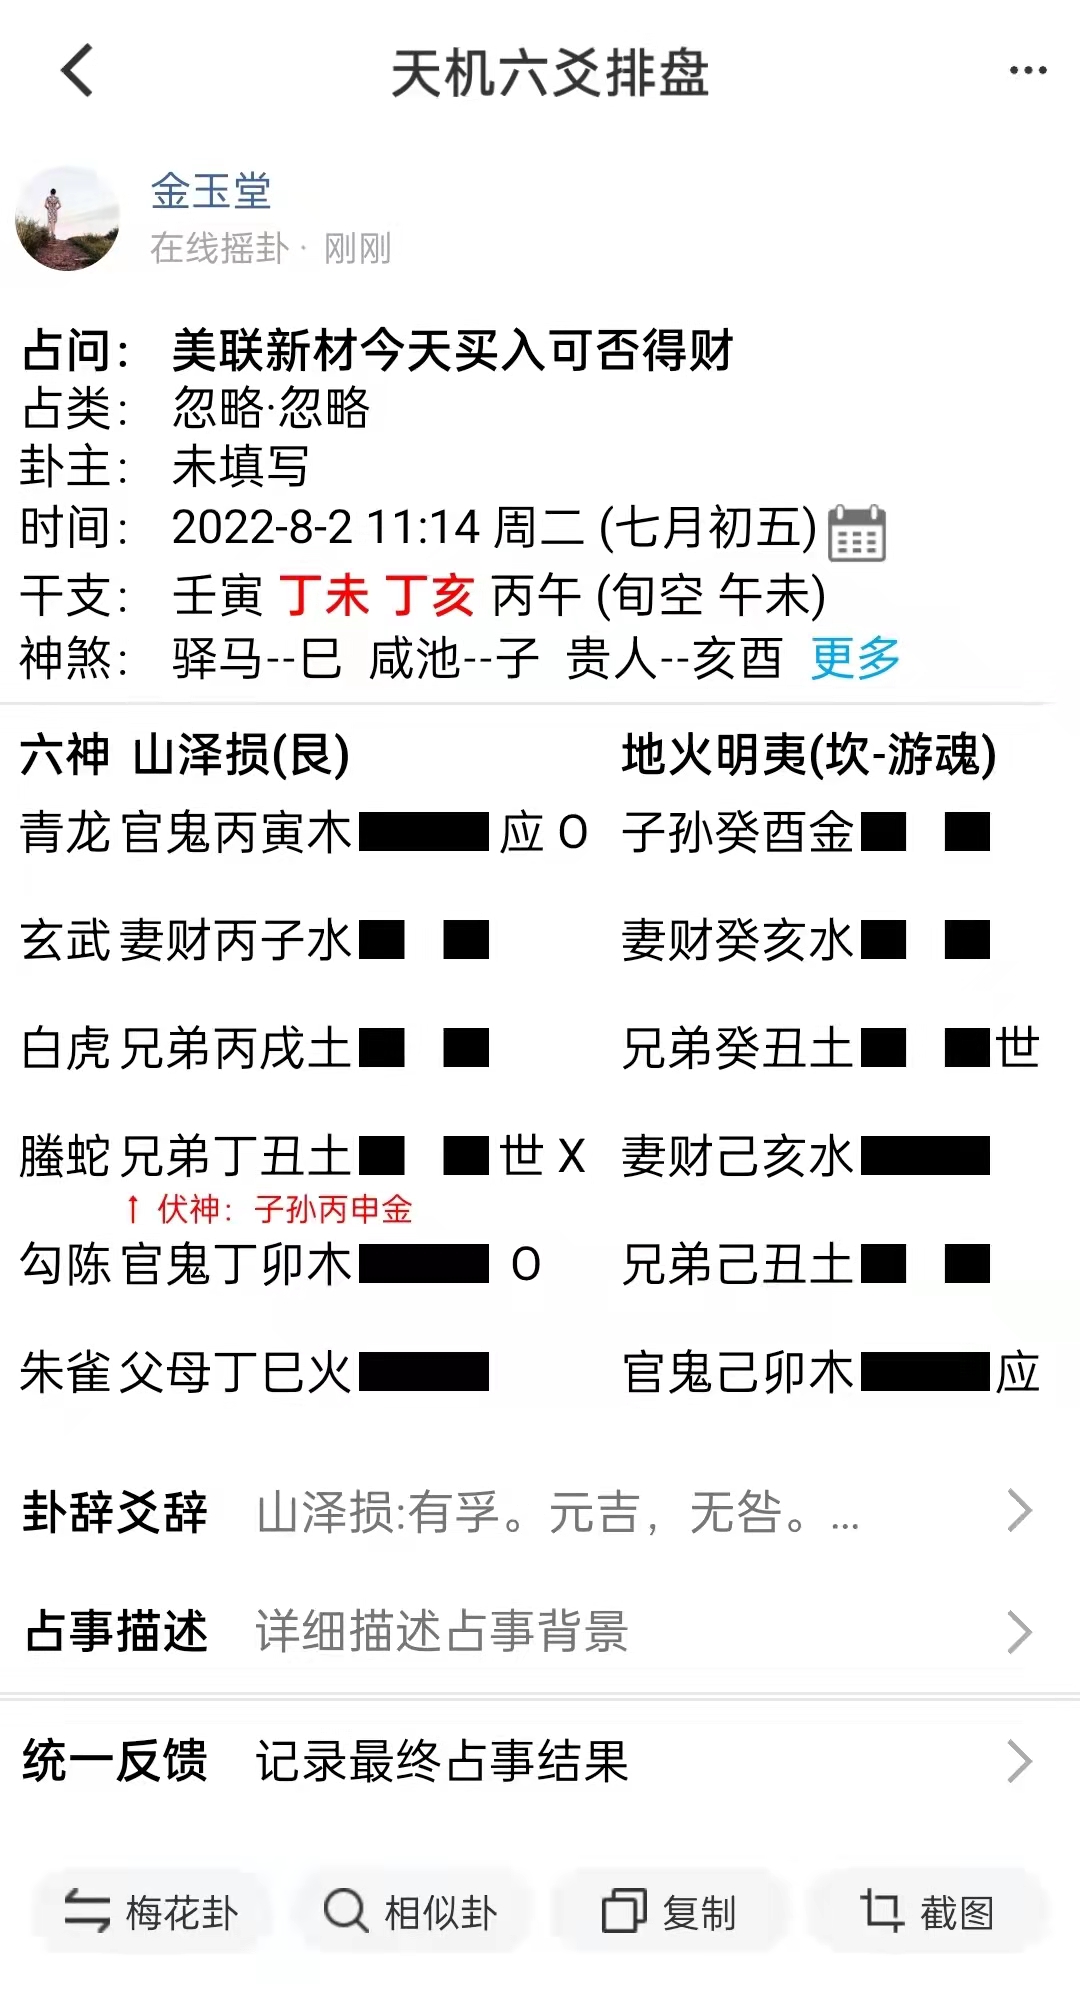 天机六爻排盘
金玉堂
在线摇卦· 刚刚
占问： 美联新材今天买入可否得财
占类： 忽略·忽略
卦主： 未填写
时间： 2022-8-2 11:14 周二 (七月初五)
干支： 壬寅 丁未 丁亥 丙午 (旬空 午未)
神煞： 驿马--巳 咸池--子 贵人--亥酉 更多
六神 山泽损(艮) 地火明夷(坎-游魂)
青龙 官鬼丙寅木 应 O 子孙癸酉金
玄武 妻财丙子水 妻财癸亥水
白虎 兄弟丙戌土 兄弟癸丑土 世
螣蛇 兄弟丁丑土 世 X 妻财己亥水
↑ 伏神：子孙丙申金
勾陈 官鬼丁卯木 O 兄弟己丑土
朱雀 父母丁巳火 官鬼己卯木 应
卦辞爻辞 山泽损:有孚。元吉，无咎。...
占事描述 详细描述占事背景
统一反馈 记录最终占事结果
梅花卦 相似卦 复制 截图